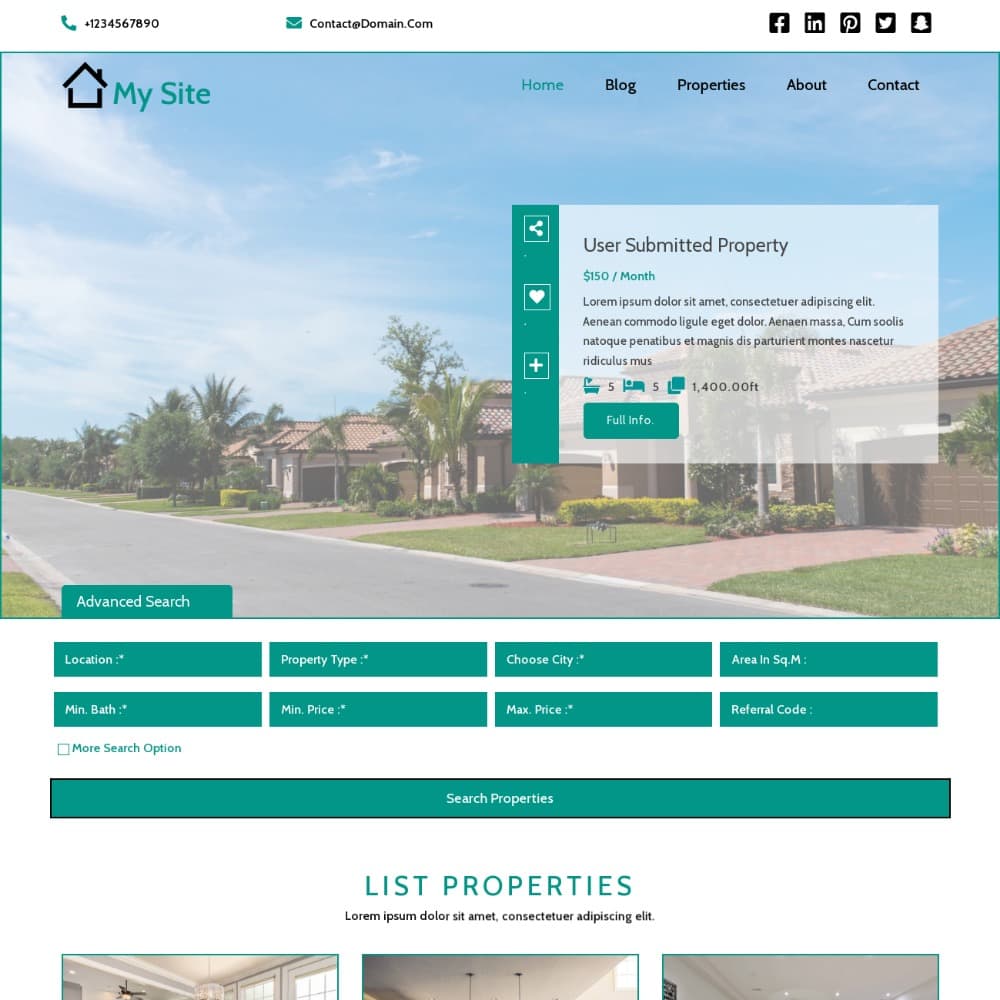 +1234567890
Contact@Domain.Com
My Site
Home
Blog
Properties
About
Contact
User Submitted Property
$150 / Month
Lorem ipsum dolor sit amet, consectetuer adipiscing elit.
Aenean commodo ligule eget dolor. Aenaen massa, Cum soolis
natoque penatibus et magnis dis parturient montes nascetur
ridiculus mus
5 5 1,400.00ft
Full Info.
Advanced Search
Location :*
Property Type :*
Choose City :*
Area In Sq.M :
Min. Bath :*
Min. Price :*
Max. Price :*
Referral Code :
More Search Option
Search Properties
LIST PROPERTIES
Lorem ipsum dolor sit amet, consectetuer adipiscing elit.